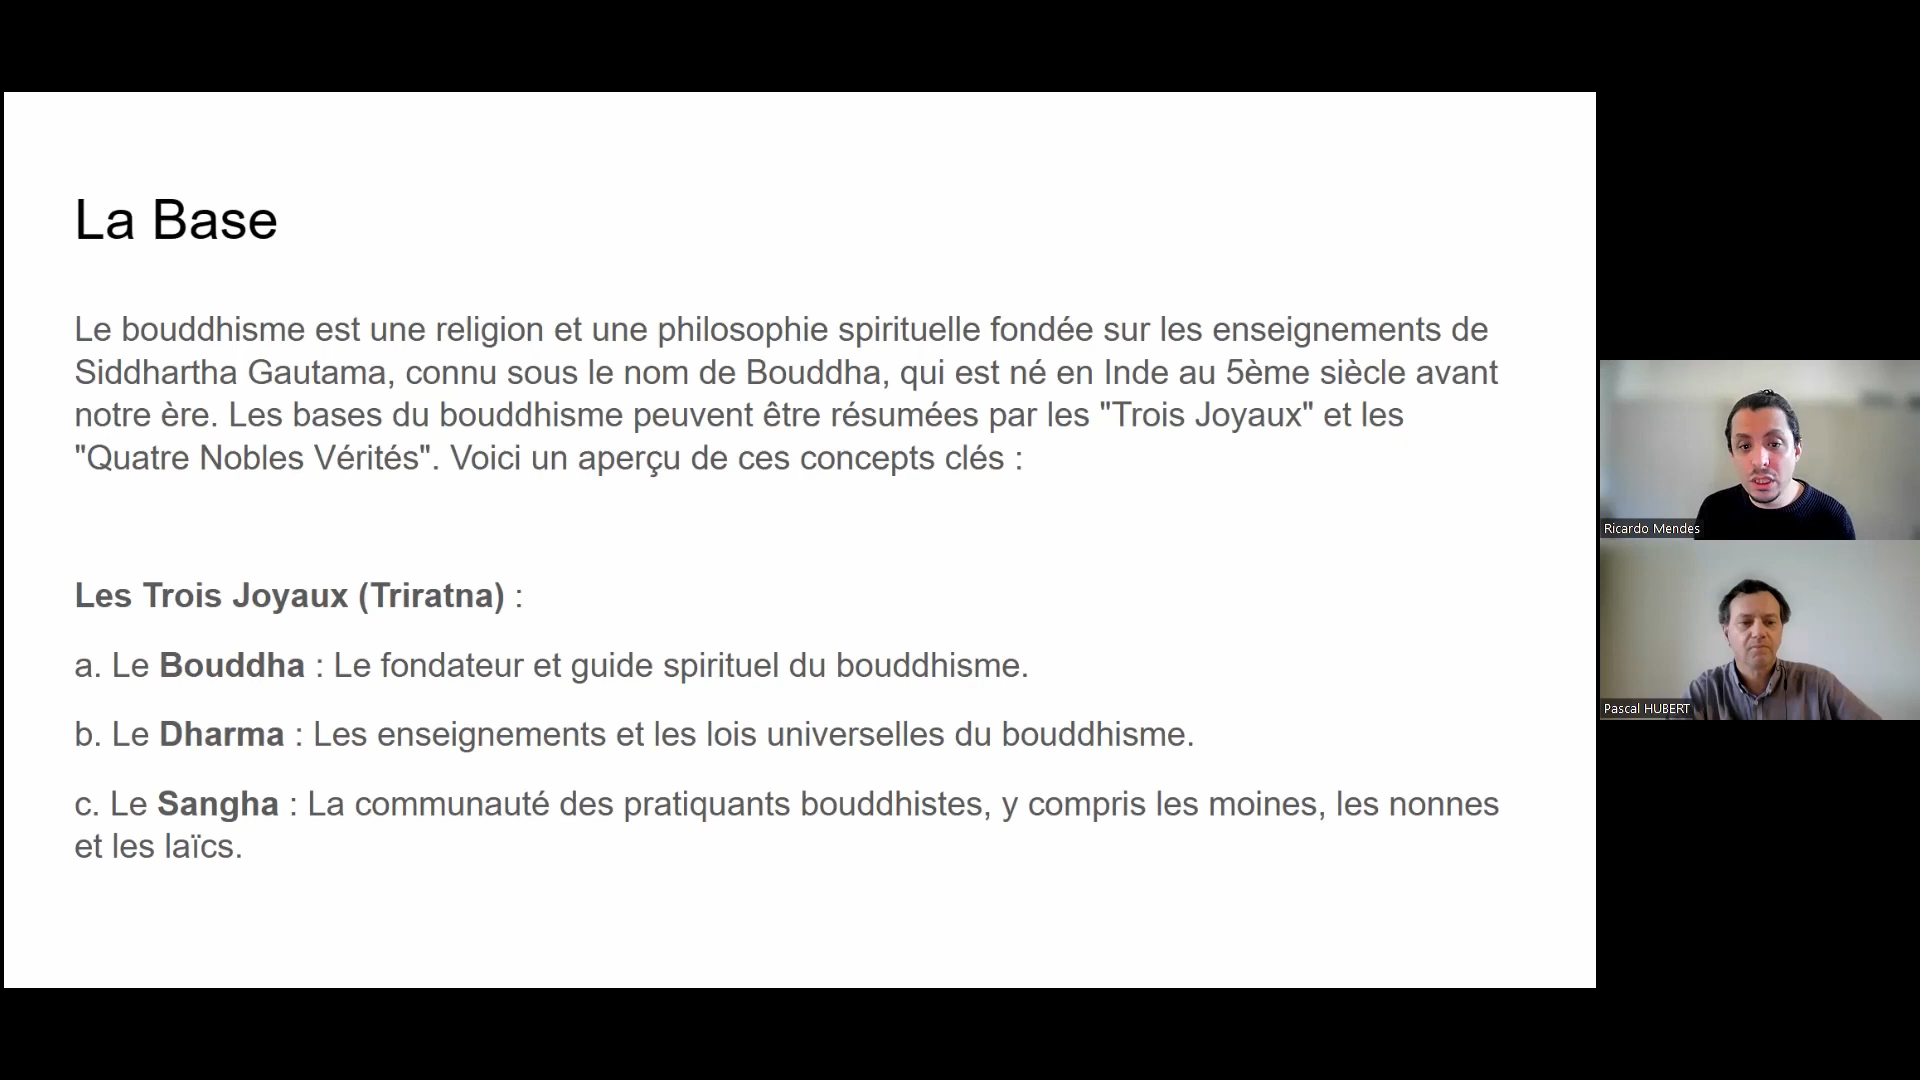 La Base
Le bouddhisme est une religion et une philosophie spirituelle fondée sur les enseignements de
Siddhartha Gautama, connu sous le nom de Bouddha, qui est né en Inde au 5ème siècle avant
notre ère. Les bases du bouddhisme peuvent être résumées par les "Trois Joyaux" et les
"Quatre Nobles Vérités". Voici un aperçu de ces concepts clés :
Les Trois Joyaux (Triratna) :
a. Le Bouddha : Le fondateur et guide spirituel du bouddhisme.
b. Le Dharma : Les enseignements et les lois universelles du bouddhisme.
c. Le Sangha : La communauté des pratiquants bouddhistes, y compris les moines, les nonnes
et les laïcs.
Ricardo Mendes
Pascal HUBERT